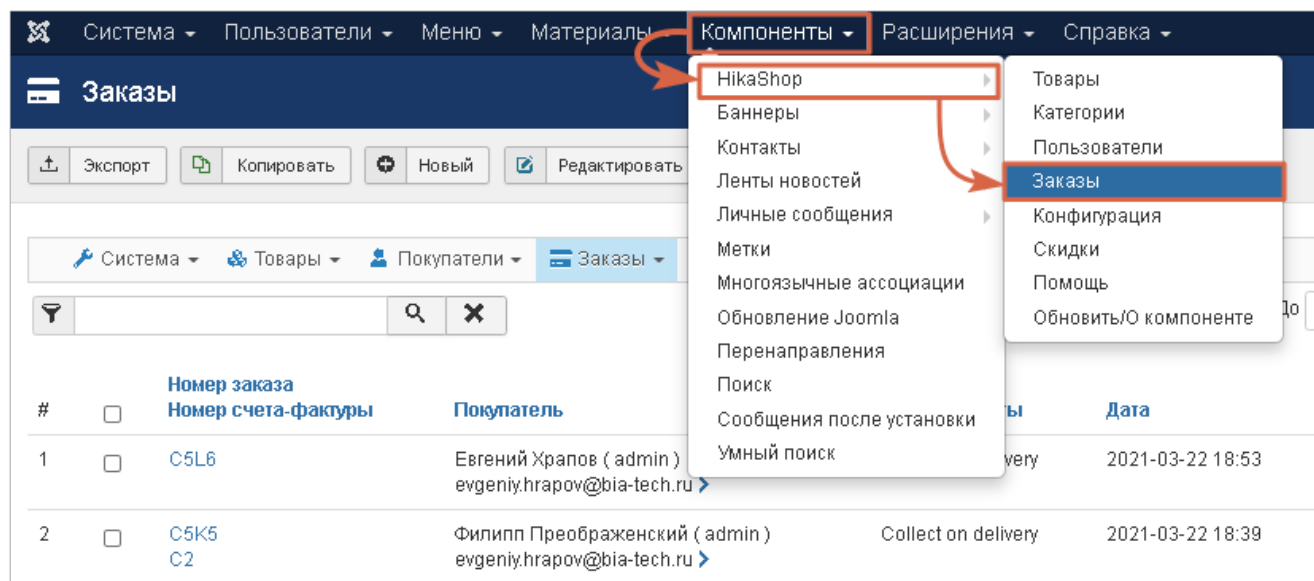 Система Пользователи Меню Материалы Компоненты Расширения Справка
Заказы
HikaShop
Баннеры
Контакты
Ленты новостей
Личные сообщения
Метки
Многоязычные ассоциации
Обновление Joomla
Перенаправления
Поиск
Сообщения после установки
Умный поиск
Товары
Категории
Пользователи
Заказы
Конфигурация
Скидки
Помощь
Обновить/О компоненте
Экспорт Копировать Новый Редактировать
Система Товары Покупатели Заказы
До
# Номер заказа
Номер счета-фактуры Покупатель Дата
1 C5L6 Евгений Храпов ( admin ) 2021-03-22 18:53
evgeniy.hrapov@bia-tech.ru
2 C5K5 Филипп Преображенский ( admin ) Collect on delivery 2021-03-22 18:39
C2 evgeniy.hrapov@bia-tech.ru